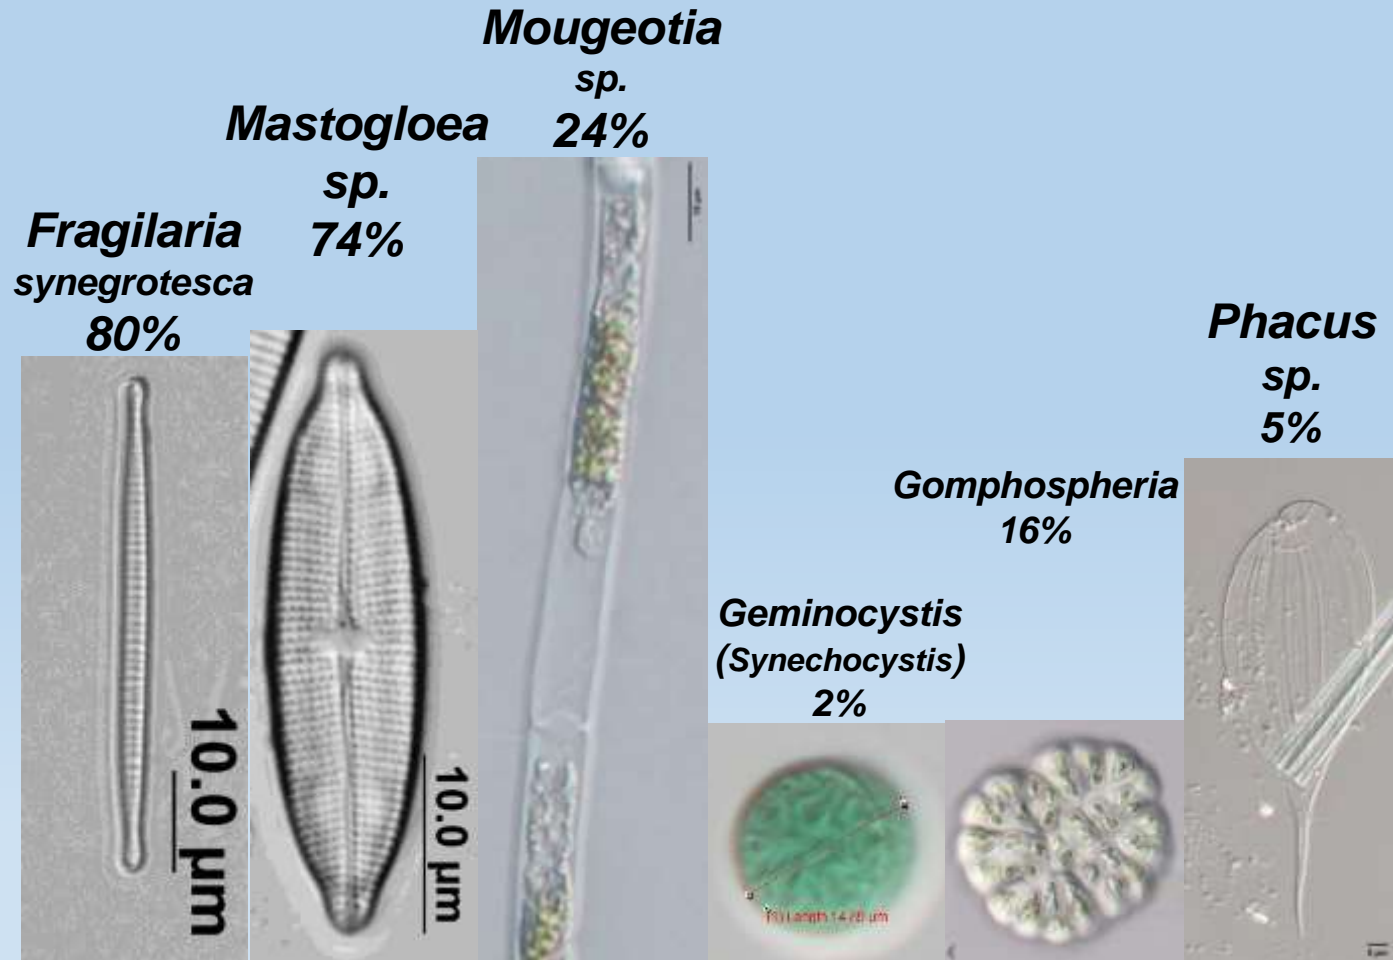 Fragilaria
synegrotesca
80%
10.0 µm
Mastogloea
sp.
74%
10.0 µm
Mougeotia
sp.
24%
Geminocystis
(Synechocystis)
2%
Gomphospheria
16%
Phacus
sp.
5%